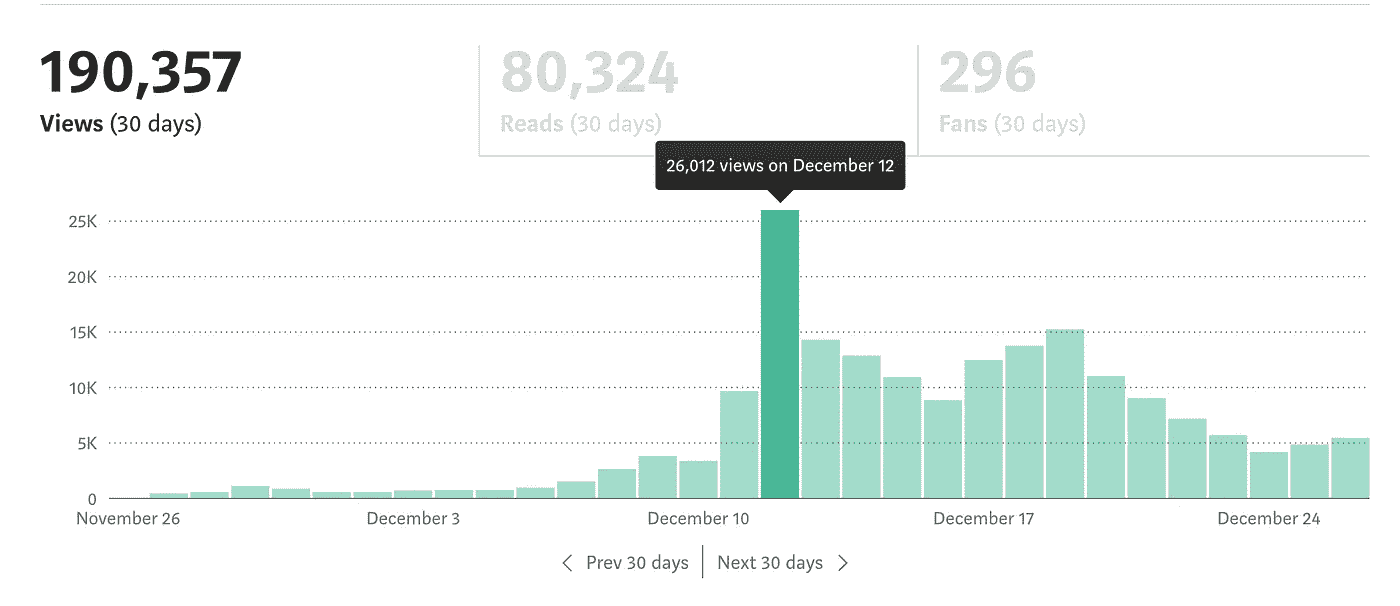 190,357
Views (30 days)
80,324
Reads (30 days)
296
Fans (30 days)
26,012 views on December 12
25K
20K
15K
10K
5K
0
November 26
December 3
December 10
December 17
December 24
Prev 30 days
Next 30 days